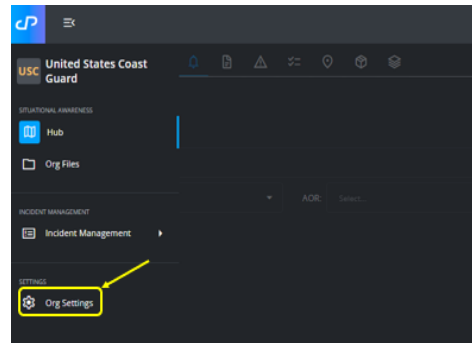 USC
United States Coast
Guard
SITUATIONAL AWARENESS
Hub
Org Files
AOR:
Select...
INCIDENT MANAGEMENT
Incident Management
SETTINGS
Org Settings